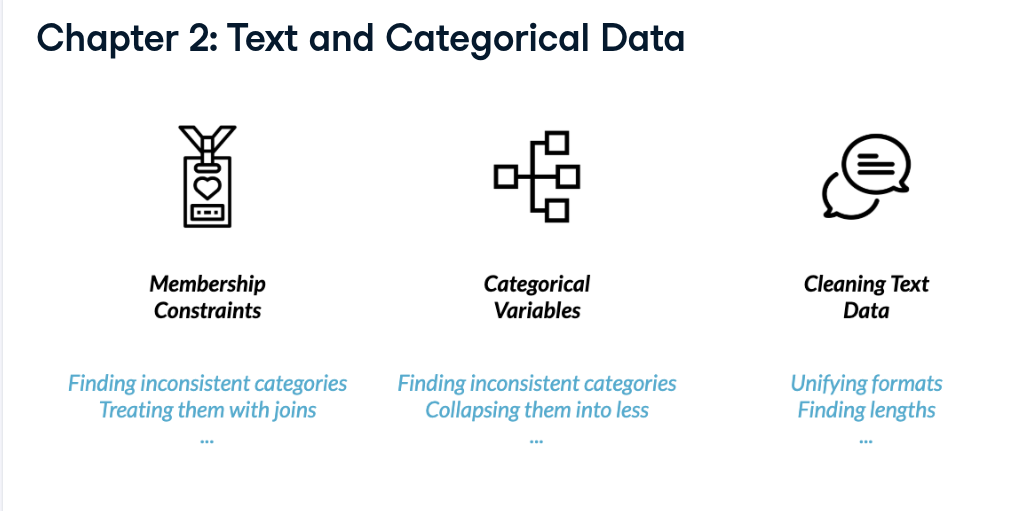 Chapter 2: Text and Categorical Data
Membership
Constraints
Finding inconsistent categories
Treating them with joins
...
Categorical
Variables
Finding inconsistent categories
Collapsing them into less
...
Cleaning Text
Data
Unifying formats
Finding lengths
...